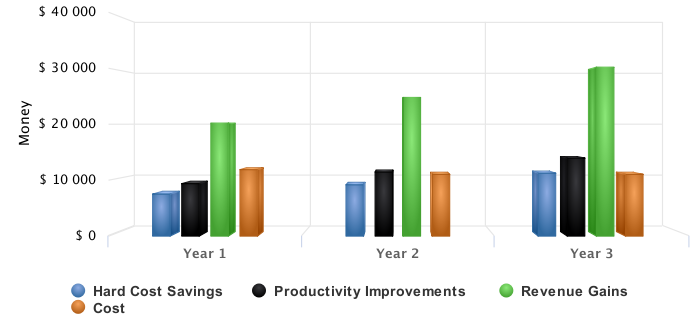 $ 40 000
$ 30 000
$ 20 000
$ 10 000
$ 0
Money
Year 1 Year 2 Year 3
Hard Cost Savings Productivity Improvements Revenue Gains
Cost